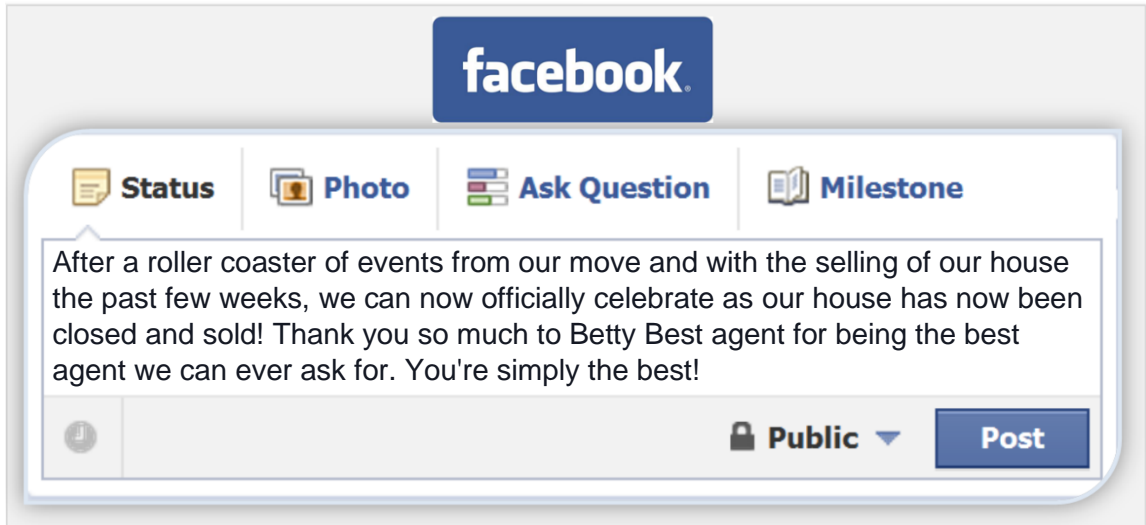 facebook
Status Photo Ask Question Milestone
After a roller coaster of events from our move and with the selling of our house
the past few weeks, we can now officially celebrate as our house has now been
closed and sold! Thank you so much to Betty Best agent for being the best
agent we can ever ask for. You're simply the best!
Public Post